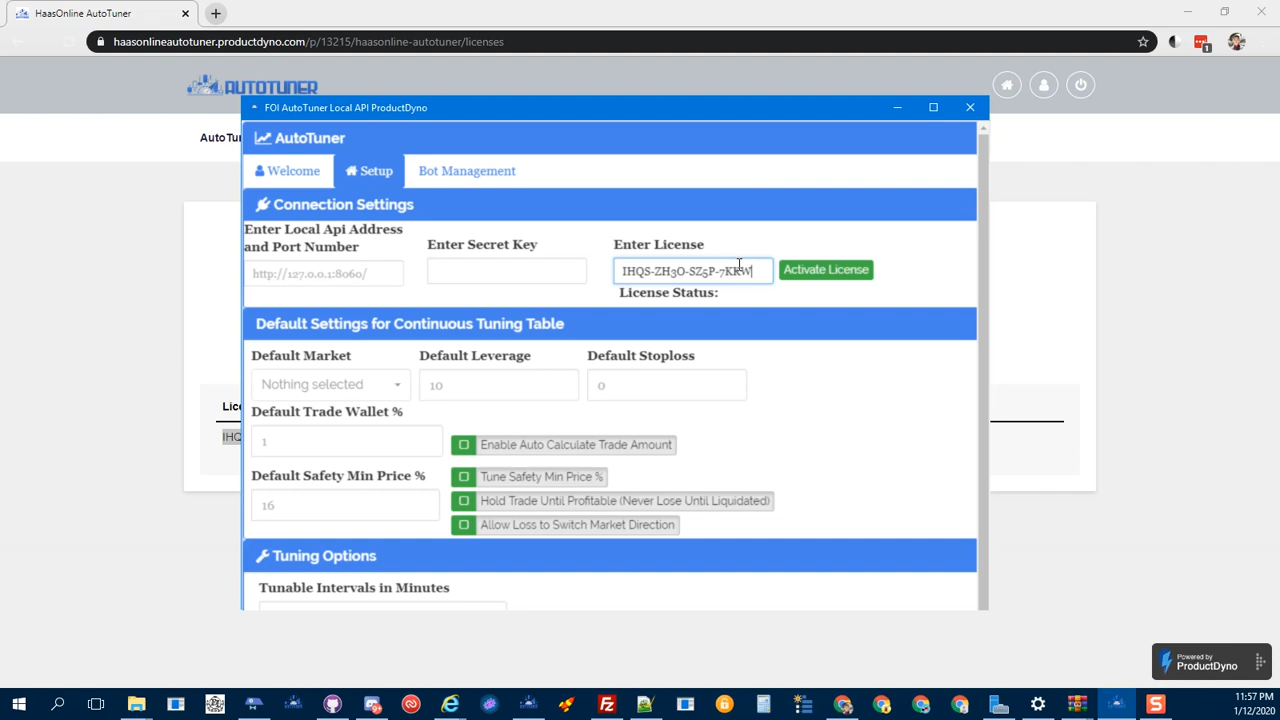 HaasOnline AutoTuner
haasonlineautotuner.productdyno.com/p/13215/haasonline-autotuner/licenses
1
AUTOTUNER
FOI AutoTuner Local API ProductDyno
AutoTuner
Welcome
Setup
Bot Management
Connection Settings
Enter Local Api Address
and Port Number
Enter Secret Key
Enter License
http://127.0.0.1:8060/
IHQS-ZH3O-SZ5P-7KRW
Activate License
License Status:
Default Settings for Continuous Tuning Table
Default Market
Default Leverage
Default Stoploss
Nothing selected
10
0
Default Trade Wallet %
1
Enable Auto Calculate Trade Amount
Default Safety Min Price %
Tune Safety Min Price %
16
Hold Trade Until Profitable (Never Lose Until Liquidated)
Allow Loss to Switch Market Direction
Tuning Options
Tunable Intervals in Minutes
Powered by
ProductDyno
11:57 PM
1/12/2020